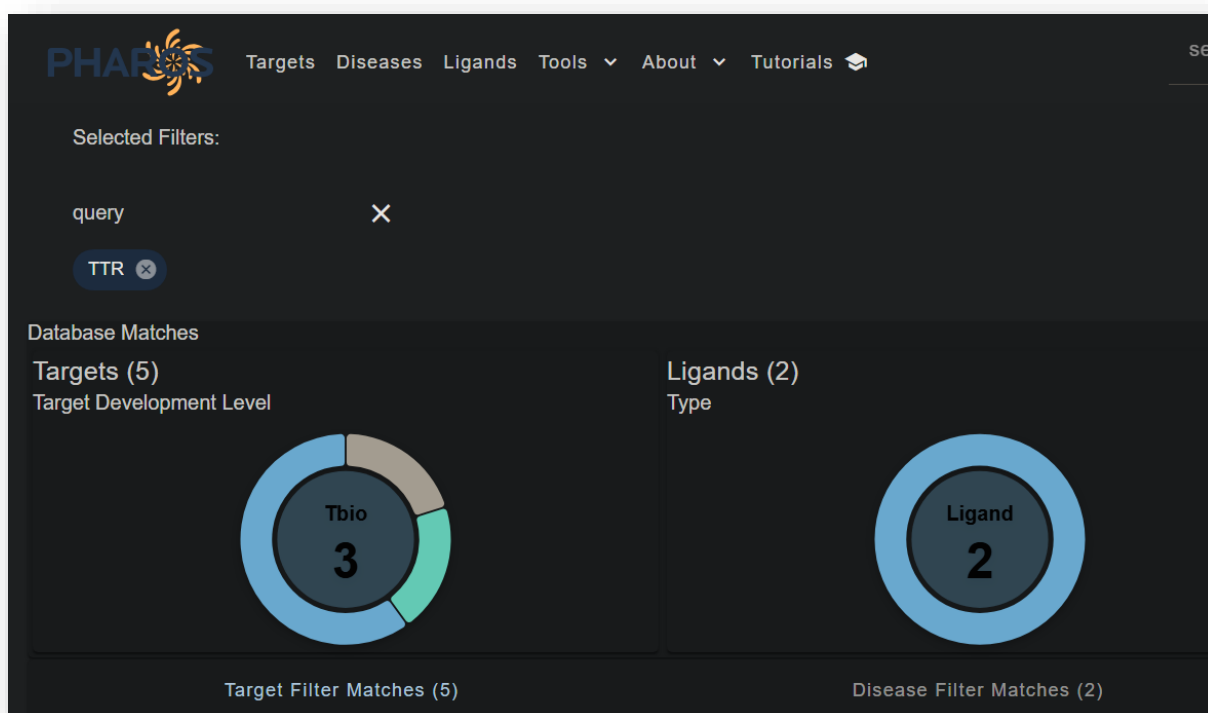 PHAROS Targets Diseases Ligands Tools About Tutorials se
Selected Filters:
query
TTR
Database Matches
Targets (5)
Target Development Level
Tbio
3
Ligands (2)
Type
Ligand
2
Target Filter Matches (5)
Disease Filter Matches (2)